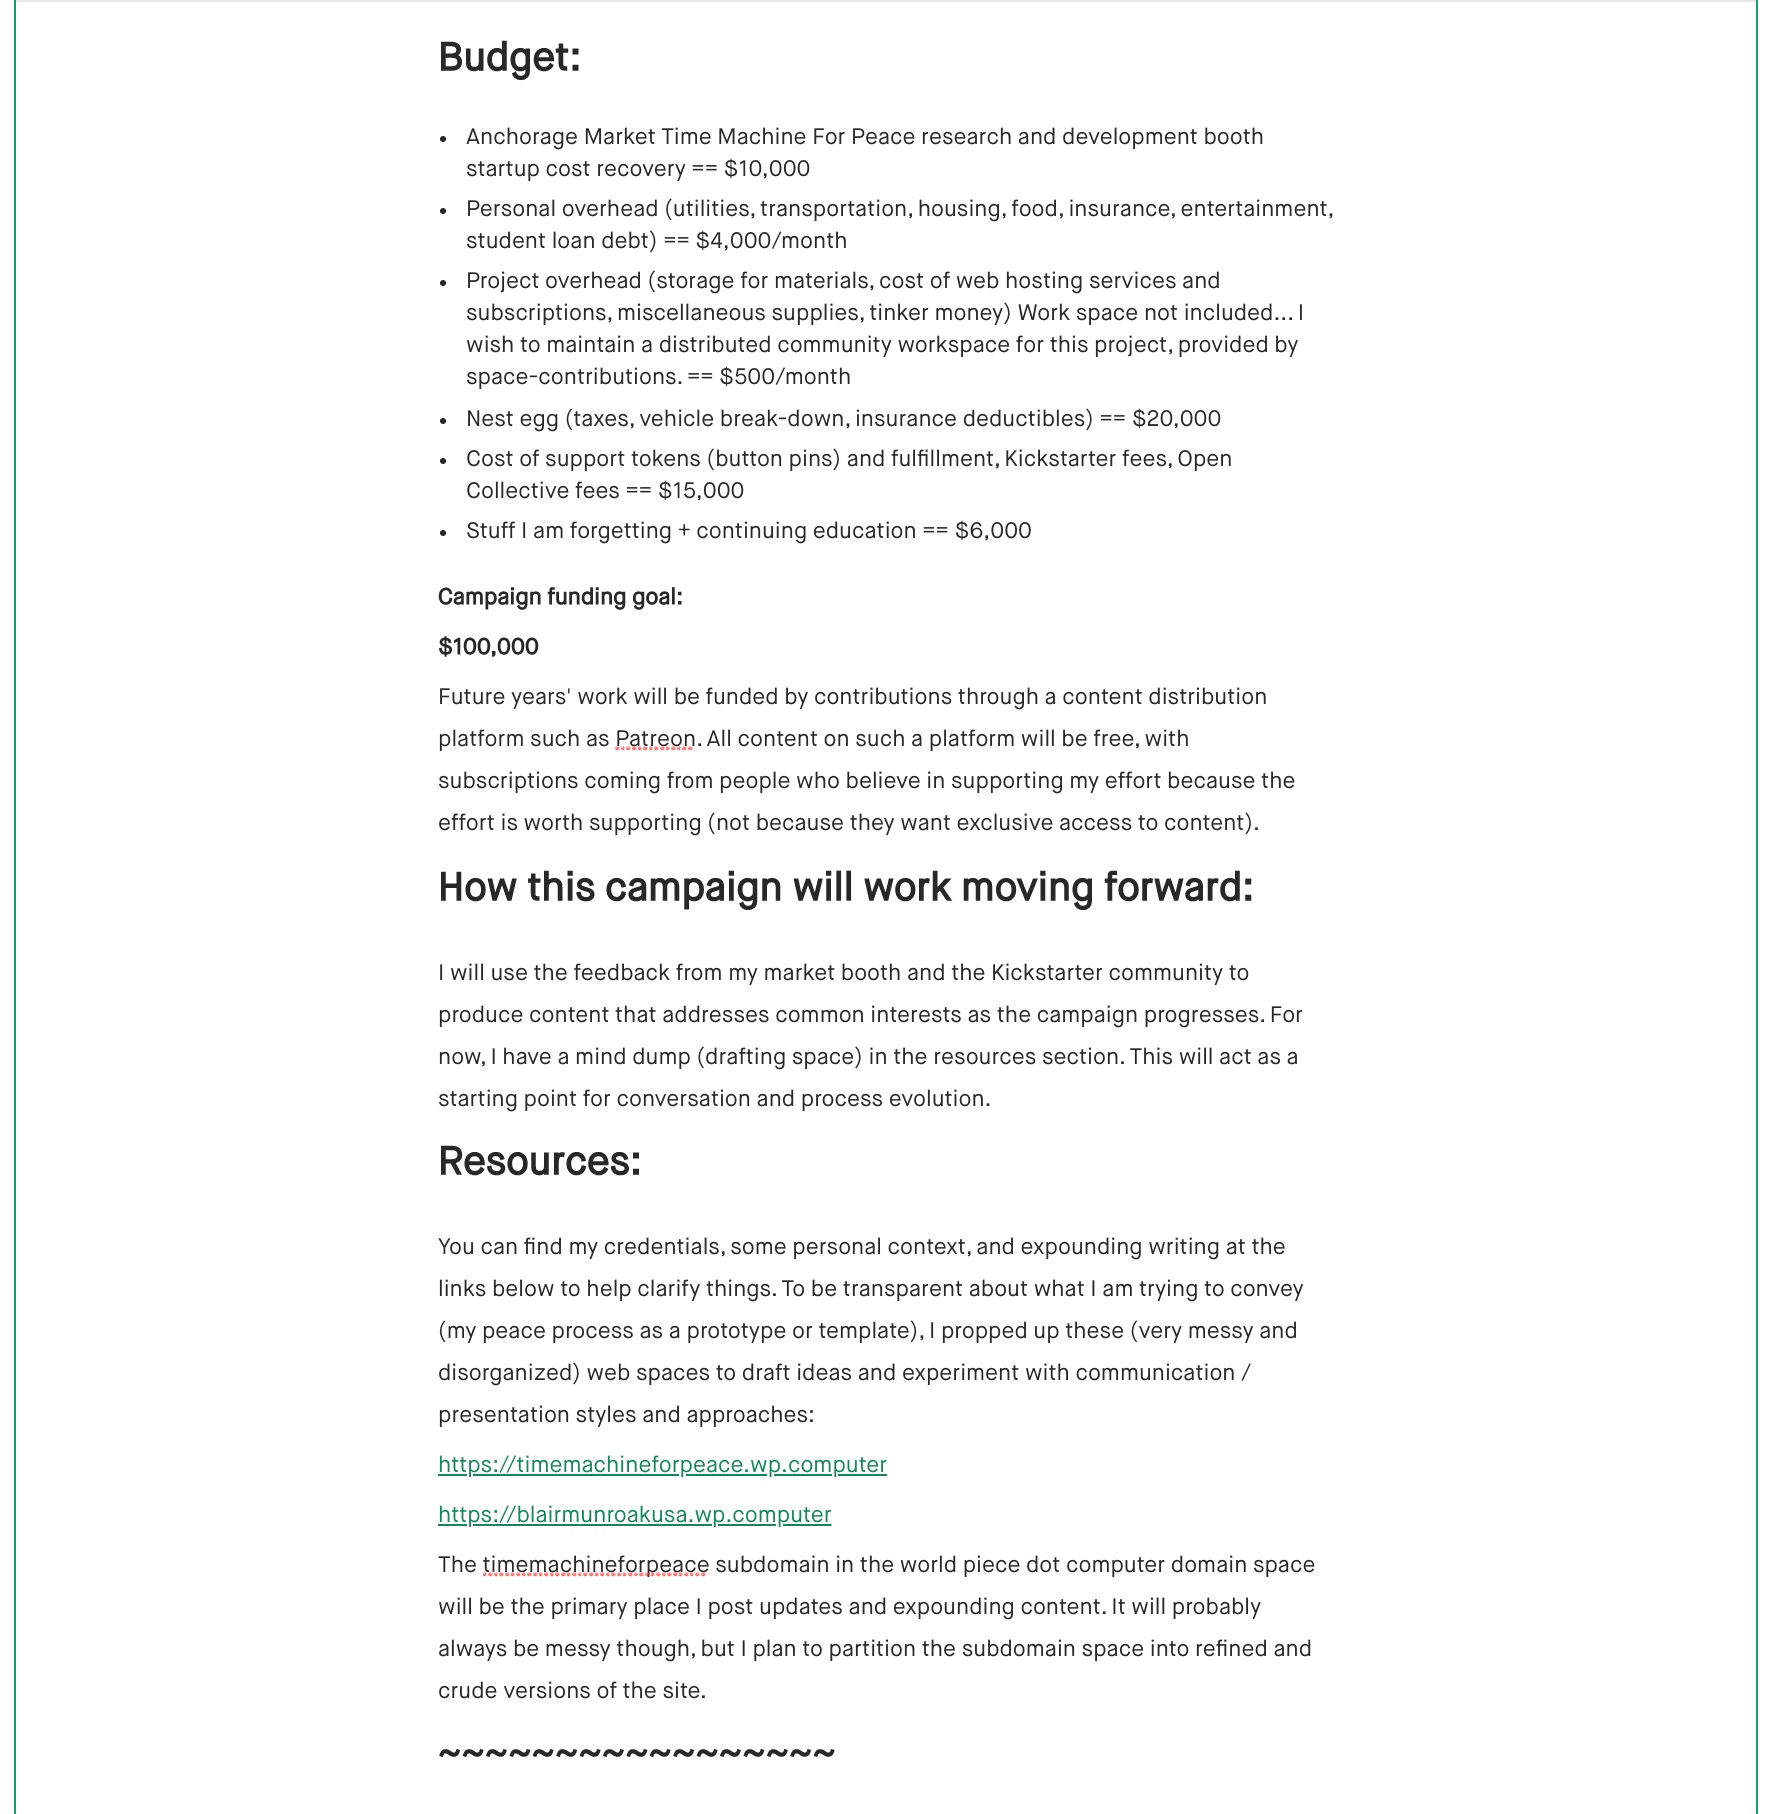 Budget:
• Anchorage Market Time Machine For Peace research and development booth
startup cost recovery == $10,000
• Personal overhead (utilities, transportation, housing, food, insurance, entertainment,
student loan debt) == $4,000/month
• Project overhead (storage for materials, cost of web hosting services and
subscriptions, miscellaneous supplies, tinker money) Work space not included... I
wish to maintain a distributed community workspace for this project, provided by
space-contributions. == $500/month
• Nest egg (taxes, vehicle break-down, insurance deductibles) == $20,000
• Cost of support tokens (button pins) and fulfillment, Kickstarter fees, Open
Collective fees == $15,000
• Stuff I am forgetting + continuing education == $6,000
Campaign funding goal:
$100,000
Future years' work will be funded by contributions through a content distribution
platform such as Patreon. All content on such a platform will be free, with
subscriptions coming from people who believe in supporting my effort because the
effort is worth supporting (not because they want exclusive access to content).
How this campaign will work moving forward:
I will use the feedback from my market booth and the Kickstarter community to
produce content that addresses common interests as the campaign progresses. For
now, I have a mind dump (drafting space) in the resources section. This will act as a
starting point for conversation and process evolution.
Resources:
You can find my credentials, some personal context, and expounding writing at the
links below to help clarify things. To be transparent about what I am trying to convey
(my peace process as a prototype or template), I propped up these (very messy and
disorganized) web spaces to draft ideas and experiment with communication /
presentation styles and approaches:
https://timemachineforpeace.wp.computer
https://blairmunroakusa.wp.computer
The timemachineforpeace subdomain in the world piece dot computer domain space
will be the primary place I post updates and expounding content. It will probably
always be messy though, but I plan to partition the subdomain space into refined and
crude versions of the site.
~~~~~~~~~~~~~~~~~